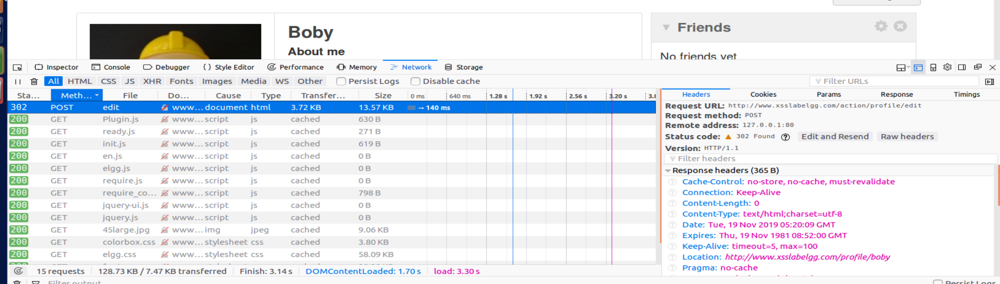 Boby
About me
Friends
No friends yet.
Inspector Console Debugger { } Style Editor Performance Memory Network Storage
All HTML CSS JS XHR Fonts Images Media WS Other Persist Logs Disable cache Filter URLs
Sta... Meth... File Do... Cause Type Transfer... Size 0 ms 640 ms 1.28 s 1.92 s 2.56 s 3.20 s
302 POST edit www... document html 3.72 KB 13.57 KB → 140 ms
200 GET Plugin.js www... script js cached 630 B
200 GET ready.js www... script js cached 271 B
200 GET init.js www... script js cached 619 B
200 GET en.js www... script js cached 0 B
200 GET elgg.js www... script js cached 0 B
200 GET require.js www... script js cached 0 B
200 GET require_co... www... script js cached 798 B
200 GET jquery-ui.js www... script js cached 0 B
200 GET jquery.js www... script js cached 0 B
200 GET 45large.jpg www... img jpeg cached 9.06 KB
200 GET colorbox.css www... stylesheet css cached 3.80 KB
200 GET elgg.css www... stylesheet css cached 58.09 KB
15 requests 128.73 KB / 7.47 KB transferred Finish: 3.14 s DOMContentLoaded: 1.70 s load: 3.30 s
Headers Cookies Params Response Timings
Request URL: http://www.xsslabelgg.com/action/profile/edit
Request method: POST
Remote address: 127.0.0.1:80
Status code: 302 Found Edit and Resend Raw headers
Version: HTTP/1.1
Filter headers
Response headers (365 B)
Cache-Control: no-store, no-cache, must-revalidate
Connection: Keep-Alive
Content-Length: 0
Content-Type: text/html;charset=utf-8
Date: Tue, 19 Nov 2019 05:20:09 GMT
Expires: Thu, 19 Nov 1981 08:52:00 GMT
Keep-Alive: timeout=5, max=100
Location: http://www.xsslabelgg.com/profile/boby
Pragma: no-cache
Filter output Persist Logs